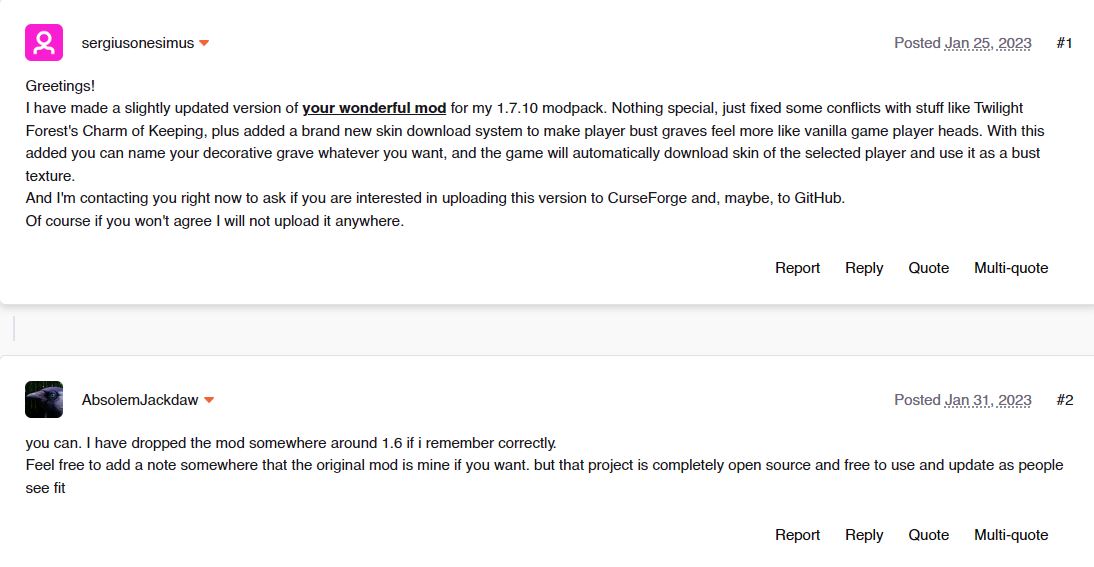 sergiusonesimus
Posted Jan 25, 2023 #1
Greetings!
I have made a slightly updated version of your wonderful mod for my 1.7.10 modpack. Nothing special, just fixed some conflicts with stuff like Twilight
Forest's Charm of Keeping, plus added a brand new skin download system to make player bust graves feel more like vanilla game player heads. With this
added you can name your decorative grave whatever you want, and the game will automatically download skin of the selected player and use it as a bust
texture.
And I'm contacting you right now to ask if you are interested in uploading this version to CurseForge and, maybe, to GitHub.
Of course if you won't agree I will not upload it anywhere.
Report Reply Quote Multi-quote
AbsolemJackdaw
Posted Jan 31, 2023 #2
you can. I have dropped the mod somewhere around 1.6 if i remember correctly.
Feel free to add a note somewhere that the original mod is mine if you want. but that project is completely open source and free to use and update as people
see fit
Report Reply Quote Multi-quote